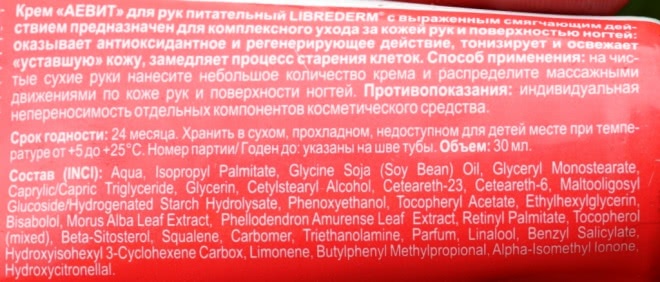 Крем «АЕВИТ» для рук питательный LIBREDERM® с выраженным смягчающим дей-
ствием предназначен для комплексного ухода за кожей рук и поверхностью ногтей:
оказывает антиоксидантное и регенерирующее действие, тонизирует и освежает
«уставшую» кожу, замедляет процесс старения клеток. Способ применения: на чис-
тые сухие руки нанесите небольшое количество крема и распределите массажными
движениями по коже рук и поверхности ногтей. Противопоказания: индивидуальная
непереносимость отдельных компонентов косметического средства.
Срок годности: 24 месяца. Хранить в сухом, прохладном, недоступном для детей месте при темпе-
ратуре от +5 до +25°С. Номер партии/ Годен до: указаны на шве тубы. Объем: 30 мл.
Состав (INCI): Aqua, Isopropyl Palmitate, Glycine Soja (Soy Bean) Oil, Glyceryl Monostearate,
Caprylic/Capric Triglyceride, Glycerin, Cetylstearyl Alcohol, Ceteareth-23, Ceteareth-6, Maltooligosyl
Glucoside/Hydrogenated Starch Hydrolysate, Phenoxyethanol, Tocopheryl Acetate, Ethylhexylglycerin,
Bisabolol, Morus Alba Leaf Extract, Phellodendron Amurense Leaf Extract, Retinyl Palmitate, Tocopherol
(mixed), Beta-Sitosterol, Squalene, Carbomer, Triethanolamine, Parfum, Linalool, Benzyl Salicylate,
Hydroxyisohexyl 3-Cyclohexene Carbox, Limonene, Butylphenyl Methylpropional, Alpha-Isomethyl Ionone,
Hydroxycitronellal.